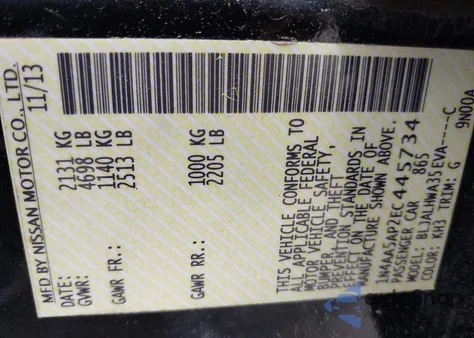 MFD BY NISSAN MOTOR CO., LTD.
DATE: 11/13
GVWR: 2131 KG
4698 LB
GAWR FR.: 1140 KG
2513 LB
GAWR RR.: 1000 KG
2205 LB
THIS VEHICLE CONFORMS TO
ALL APPLICABLE FEDERAL
MOTOR VEHICLE SAFETY,
BUMPER, AND THEFT
PREVENTION STANDARDS IN
EFFECT ON THE DATE OF
MANUFACTURE SHOWN ABOVE.
1N4AA5AP2EC445734
PASSENGER CAR 865
MODEL: BLJALHWA35EVA----C
COLOR: KH3 TRIM: G 9N00A